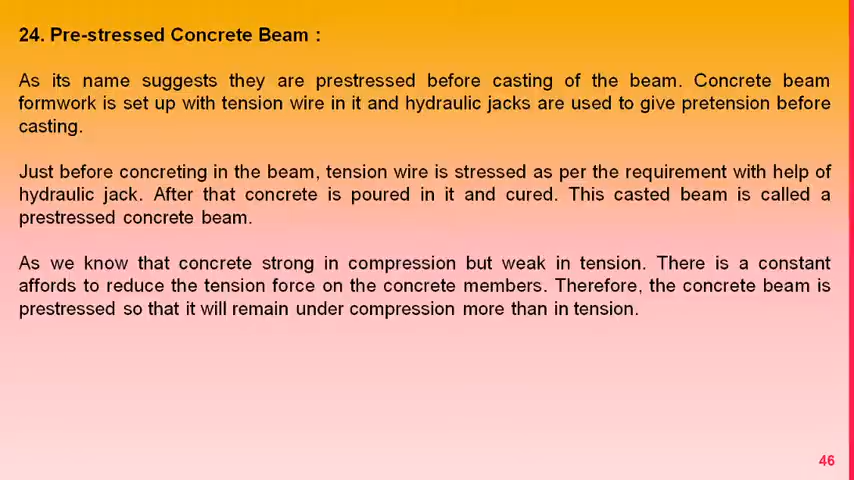 24. Pre-stressed Concrete Beam :
As its name suggests they are prestressed before casting of the beam. Concrete beam
formwork is set up with tension wire in it and hydraulic jacks are used to give pretension before
casting.
Just before concreting in the beam, tension wire is stressed as per the requirement with help of
hydraulic jack. After that concrete is poured in it and cured. This casted beam is called a
prestressed concrete beam.
As we know that concrete strong in compression but weak in tension. There is a constant
affords to reduce the tension force on the concrete members. Therefore, the concrete beam is
prestressed so that it will remain under compression more than in tension.
46